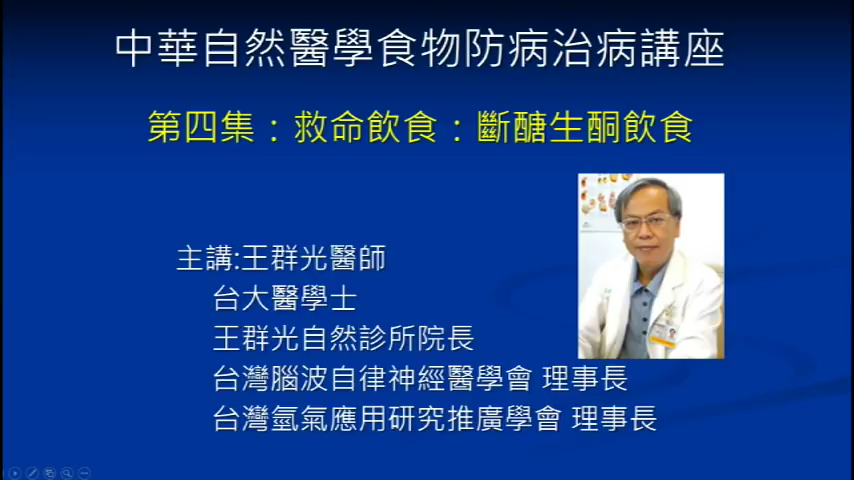 中華自然醫學食物防病治病講座
第四集：救命飲食：斷醣生酮飲食
主講:王群光醫師
台大醫學士
王群光自然診所院長
台灣腦波自律神經醫學會 理事長
台灣氫氣應用研究推廣學會 理事長